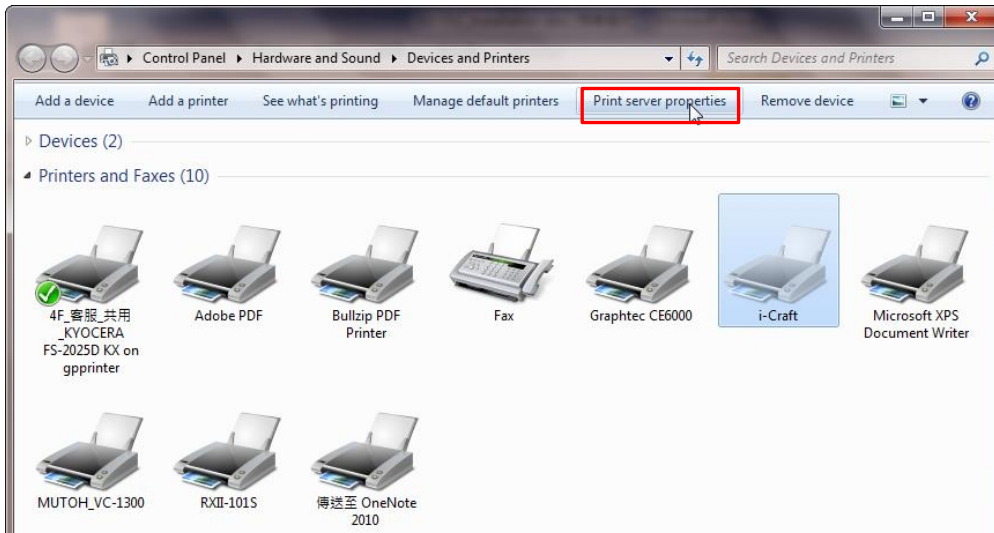 Control Panel Hardware and Sound Devices and Printers
Search Devices and Printers
Add a device Add a printer See what's printing Manage default printers Print server properties Remove device
Devices (2)
Printers and Faxes (10)
4F_客服_共用
_KYOCERA
FS-2025D KX on
gpprinter
Adobe PDF
Bullzip PDF
Printer
Fax
Graphtec CE6000
i-Craft
Microsoft XPS
Document Writer
MUTOH_VC-1300
RXII-101S
傳送至 OneNote
2010